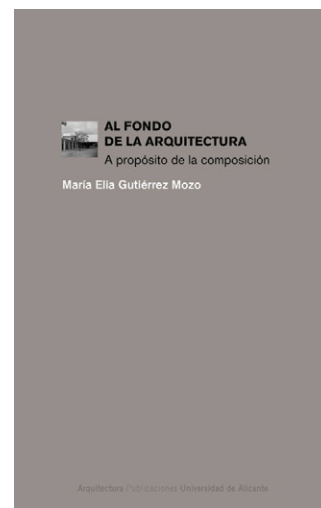 AL FONDO
DE LA ARQUITECTURA
A propósito de la composición
María Elia Gutiérrez Mozo
Arquitectura Publicaciones Universidad de Alicante